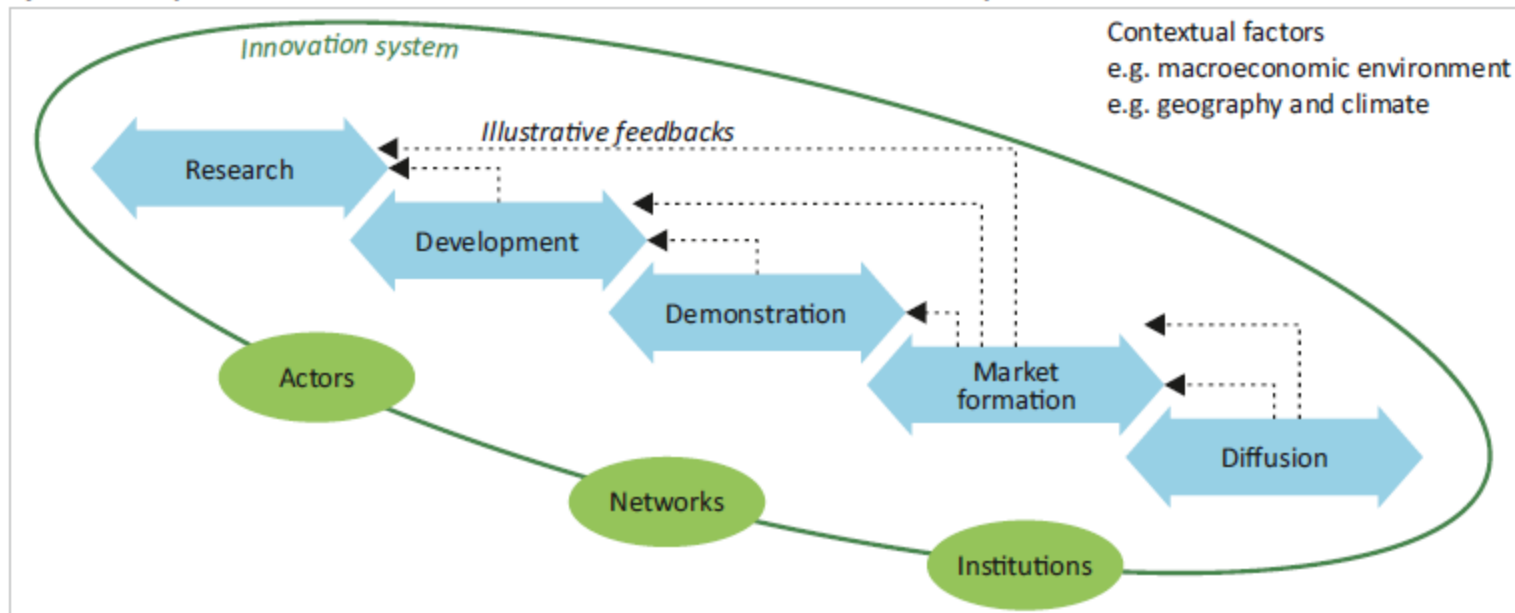 Innovation system
Contextual factors
e.g. macroeconomic environment
e.g. geography and climate
Illustrative feedbacks
Research
Development
Demonstration
Market
formation
Diffusion
Actors
Networks
Institutions